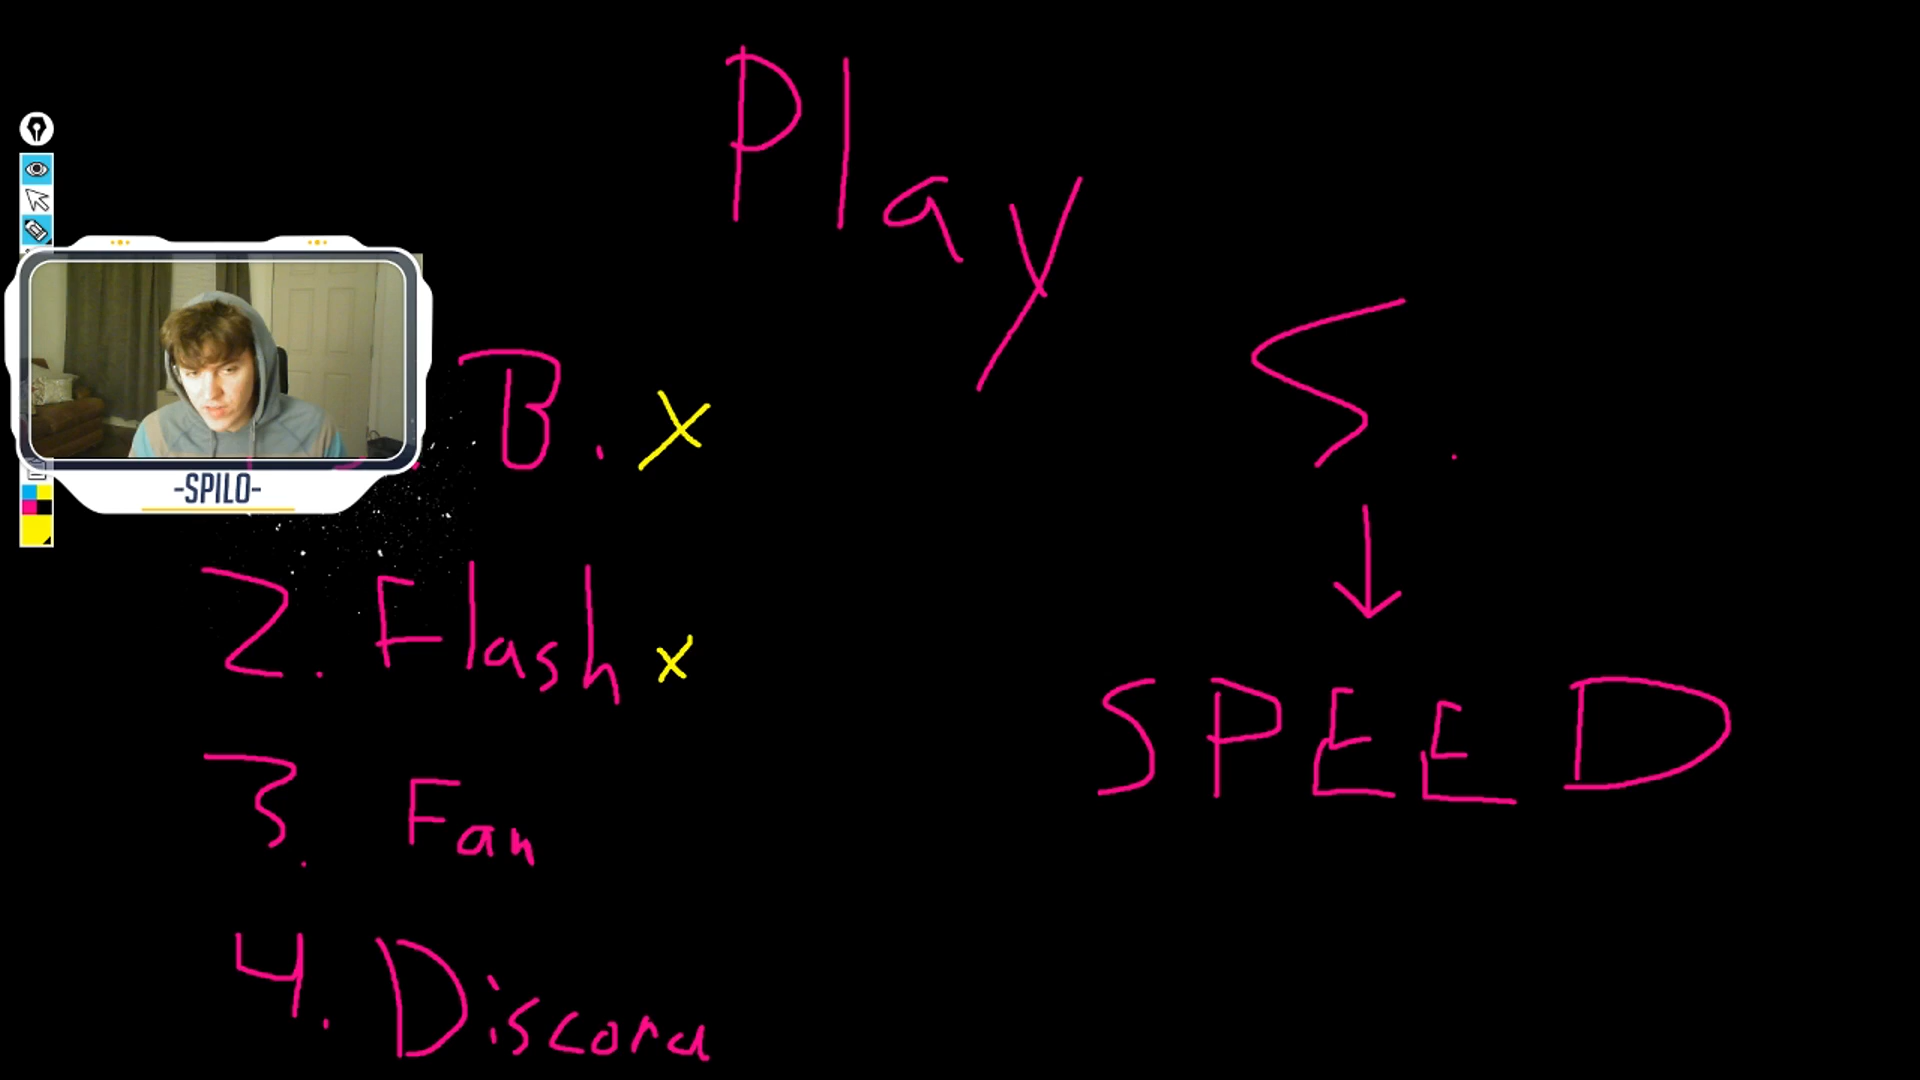 Play
S.
B. x
-SPILO-
2. Flash x
SPEED
3. Fan
4. Discord